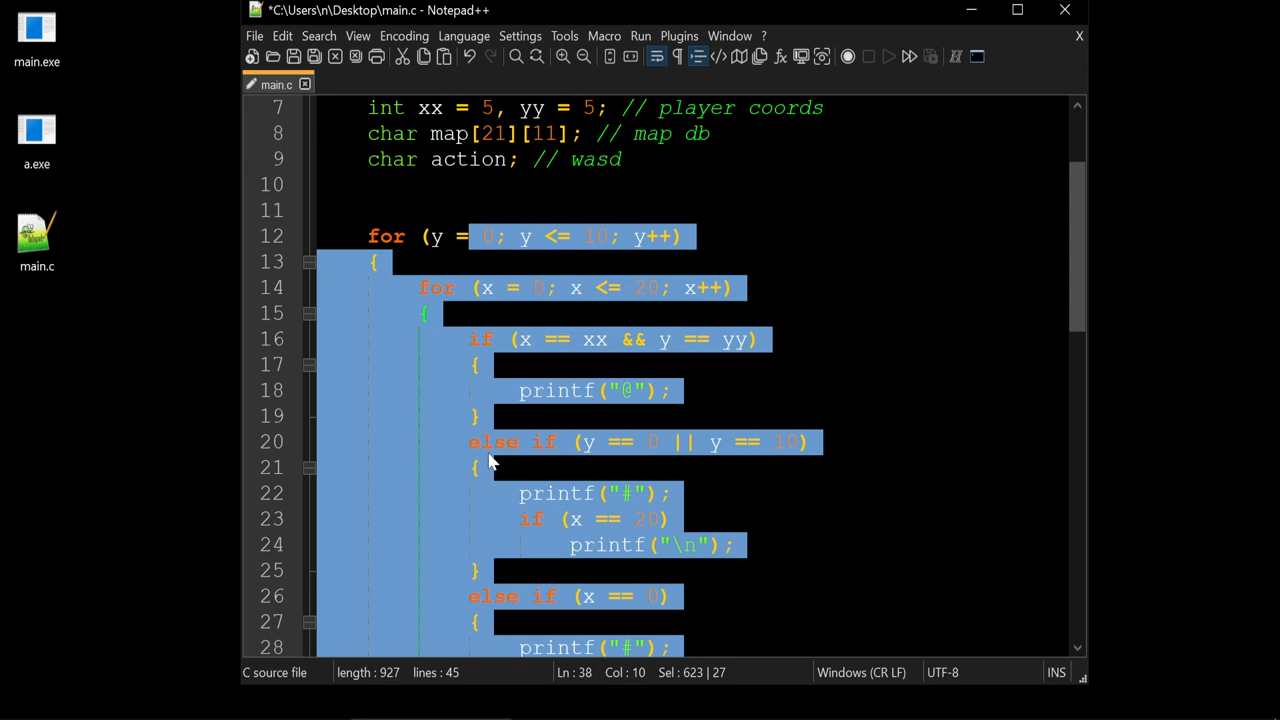 *C:\Users\n\Desktop\main.c - Notepad++
File Edit Search View Encoding Language Settings Tools Macro Run Plugins Window ? X
main.c
7 int xx = 5, yy = 5; // player coords
8 char map[21][11]; // map db
9 char action; // wasd
10
11
12 for (y = 0; y <= 10; y++)
13 {
14 for (x = 0; x <= 20; x++)
15 {
16 if (x == xx && y == yy)
17 {
18 printf("@");
19 }
20 else if (y == 0 || y == 10)
21 {
22 printf("#");
23 if (x == 20)
24 printf("\n");
25 }
26 else if (x == 0)
27 {
28 printf("#");
C source file length : 927 lines : 45 Ln : 38 Col : 10 Sel : 623 | 27 Windows (CR LF) UTF-8 INS
main.exe
a.exe
main.c